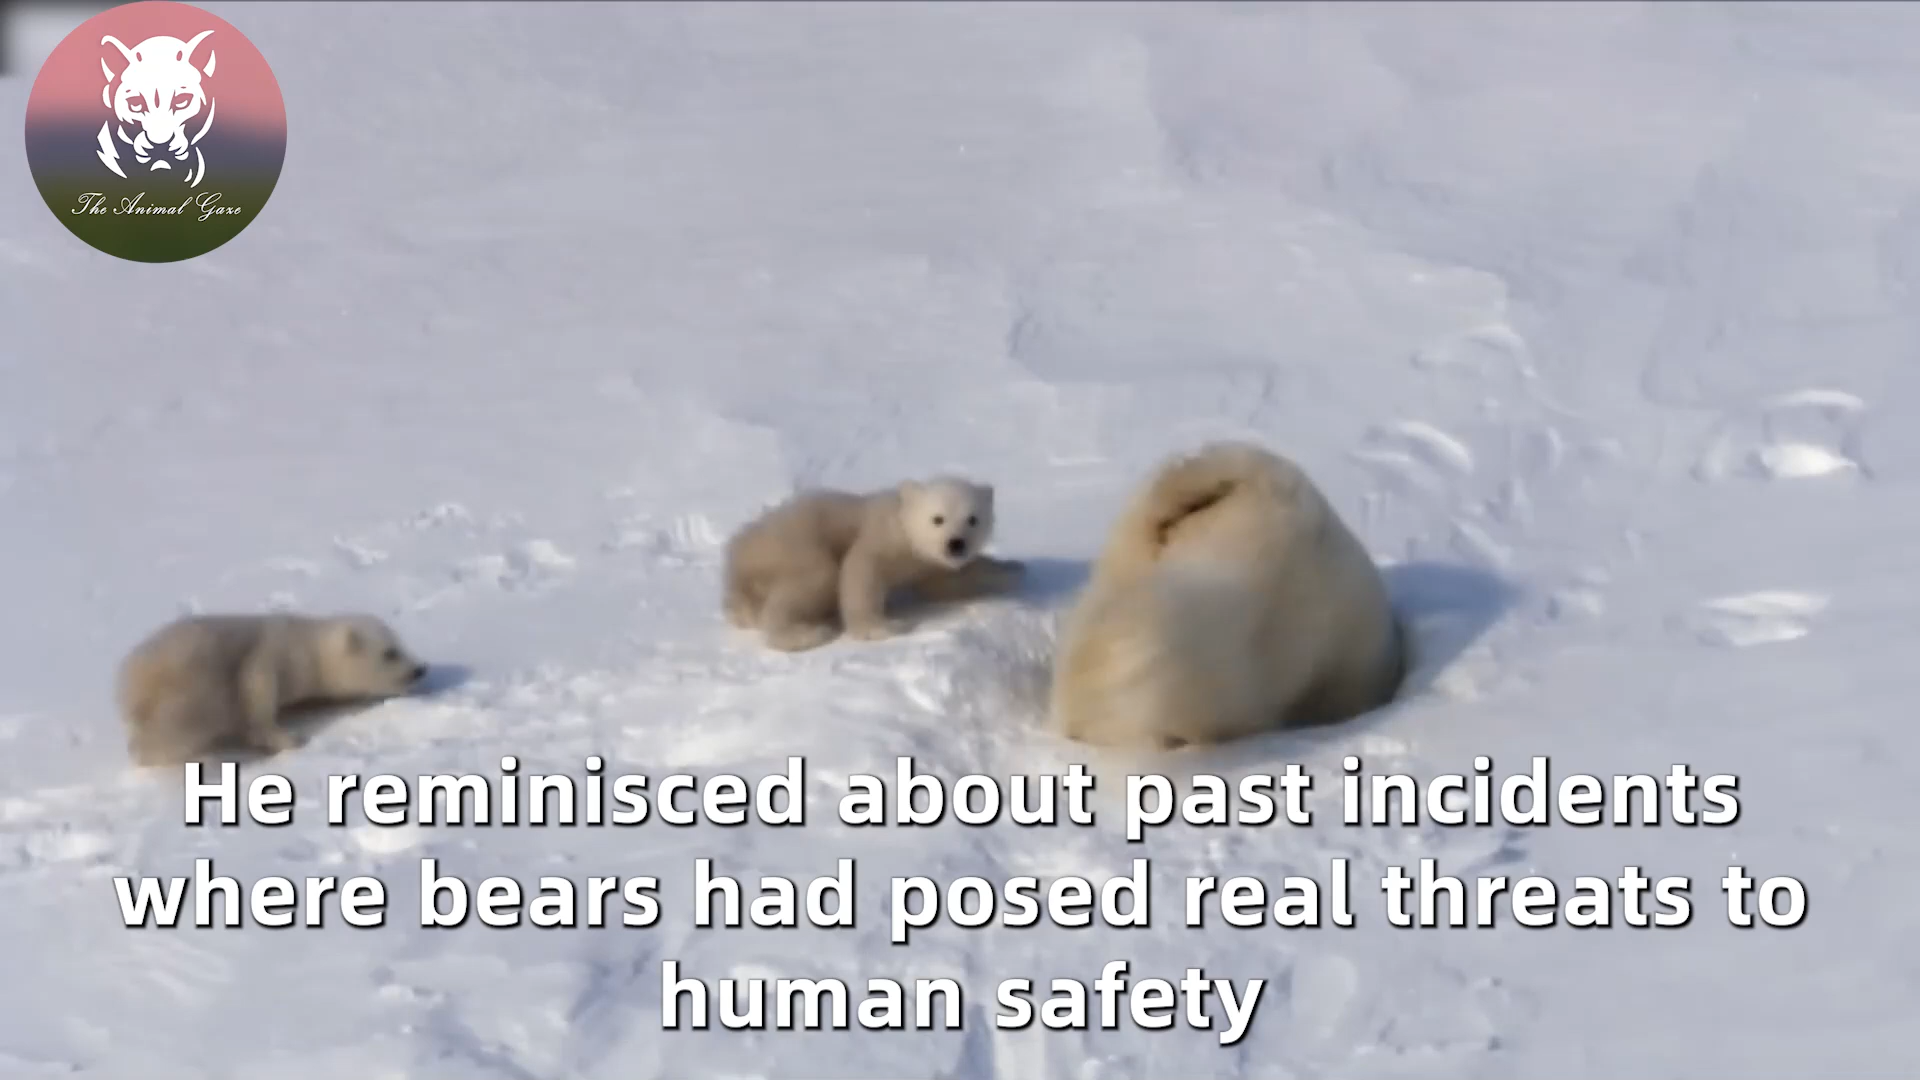 The Animal Gaze
He reminisced about past incidents
where bears had posed real threats to
human safety